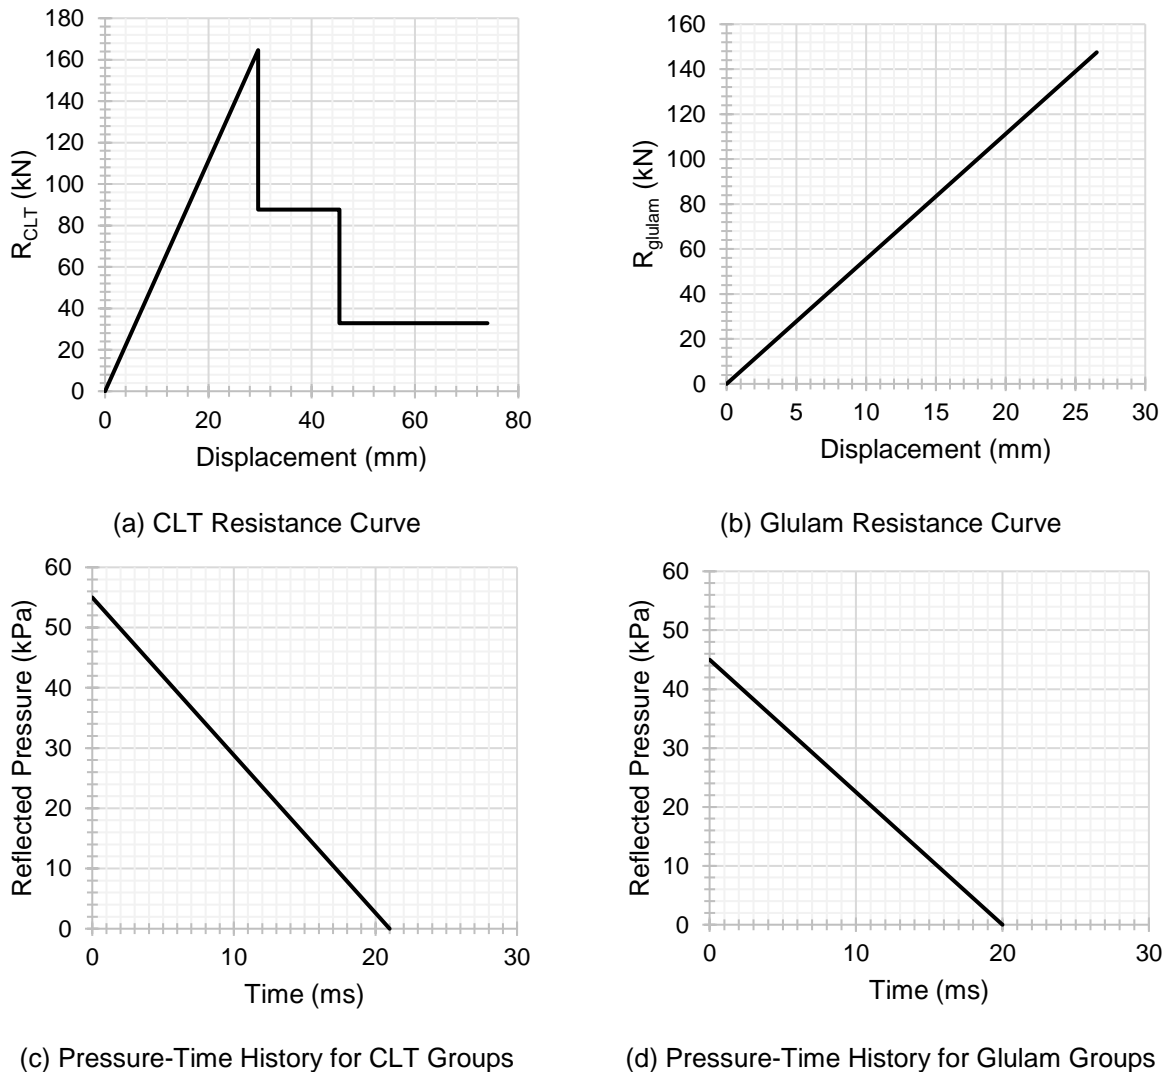 180
160
140
120
100
80
60
40
20
0
R_CLT (kN)
0 20 40 60 80
Displacement (mm)
(a) CLT Resistance Curve
160
140
120
100
80
60
40
20
0
R_glulam (kN)
0 5 10 15 20 25 30
Displacement (mm)
(b) Glulam Resistance Curve
60
50
40
30
20
10
0
Reflected Pressure (kPa)
0 10 20 30
Time (ms)
(c) Pressure-Time History for CLT Groups
60
50
40
30
20
10
0
Reflected Pressure (kPa)
0 10 20 30
Time (ms)
(d) Pressure-Time History for Glulam Groups